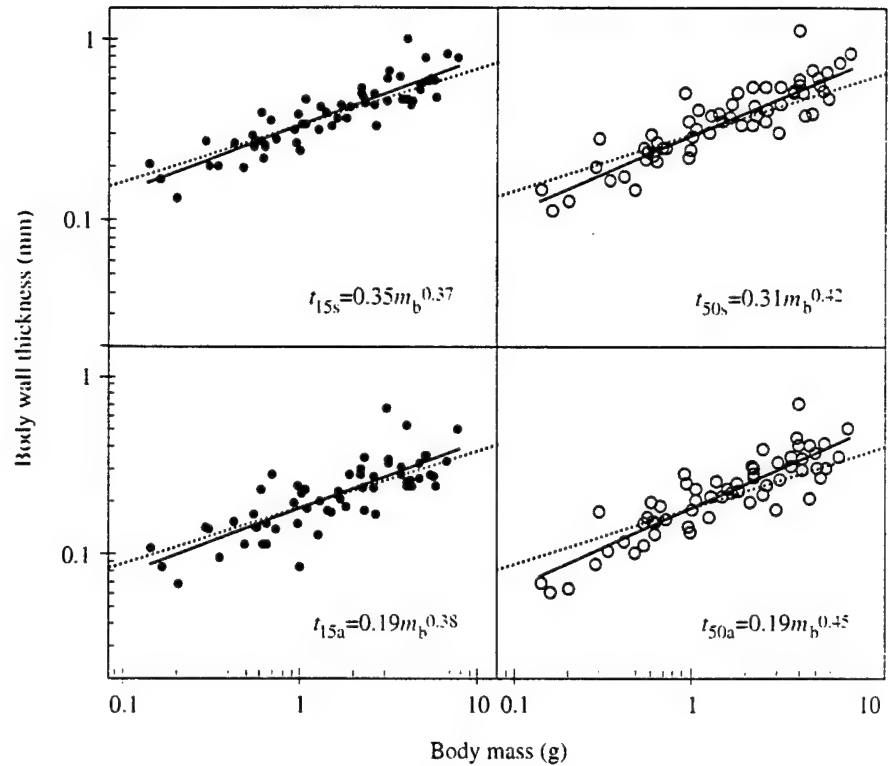 1
0.1
t15s=0.35mb0.37
t50s=0.31mb0.42
Body wall thickness (mm)
1
0.1
t15a=0.19mb0.38
t50a=0.19mb0.45
0.1 1 10 0.1 1 10
Body mass (g)